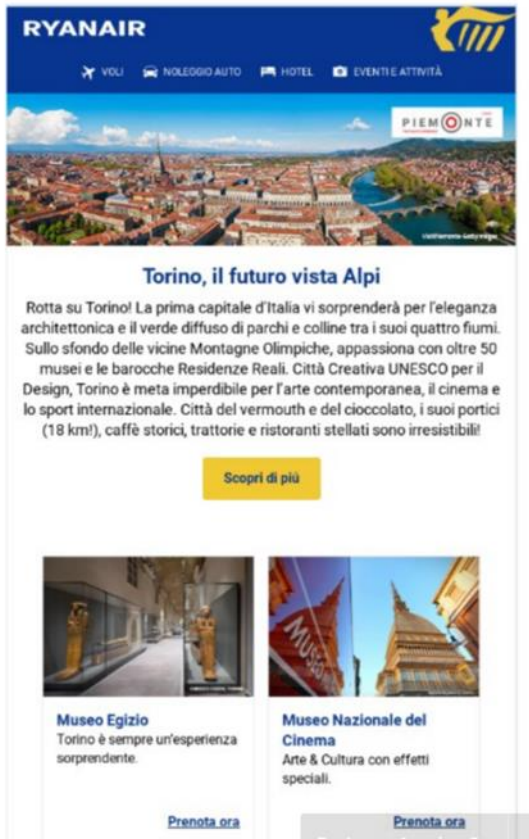 RYANAIR
VOLI NOLEGGIO AUTO HOTEL EVENTI E ATTIVITÀ
PIEMONTE
Torino, il futuro vista Alpi
Rotta su Torino! La prima capitale d'Italia vi sorprenderà per l'eleganza
architettonica e il verde diffuso di parchi e colline tra i suoi quattro fiumi.
Sullo sfondo delle vicine Montagne Olimpiche, appassiona con oltre 50
musei e le barocche Residenze Reali. Città Creativa UNESCO per il
Design, Torino è meta imperdibile per l'arte contemporanea, il cinema e
lo sport internazionale. Città del vermouth e del cioccolato, i suoi portici
(18 km!), caffè storici, trattorie e ristoranti stellati sono irresistibili!
Scopri di più
Museo Egizio
Torino è sempre un'esperienza
sorprendente.
Prenota ora
Museo Nazionale del
Cinema
Arte & Cultura con effetti
speciali.
Prenota ora